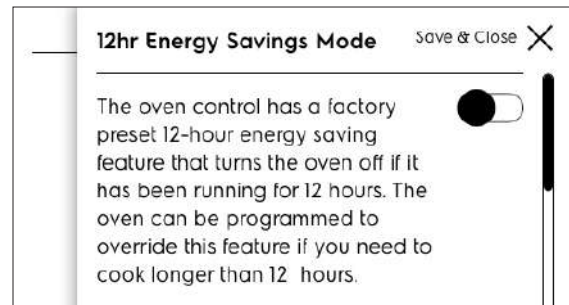 12hr Energy Savings Mode Save & Close
The oven control has a factory
preset 12-hour energy saving
feature that turns the oven off if it
has been running for 12 hours. The
oven can be programmed to
override this feature if you need to
cook longer than 12 hours.